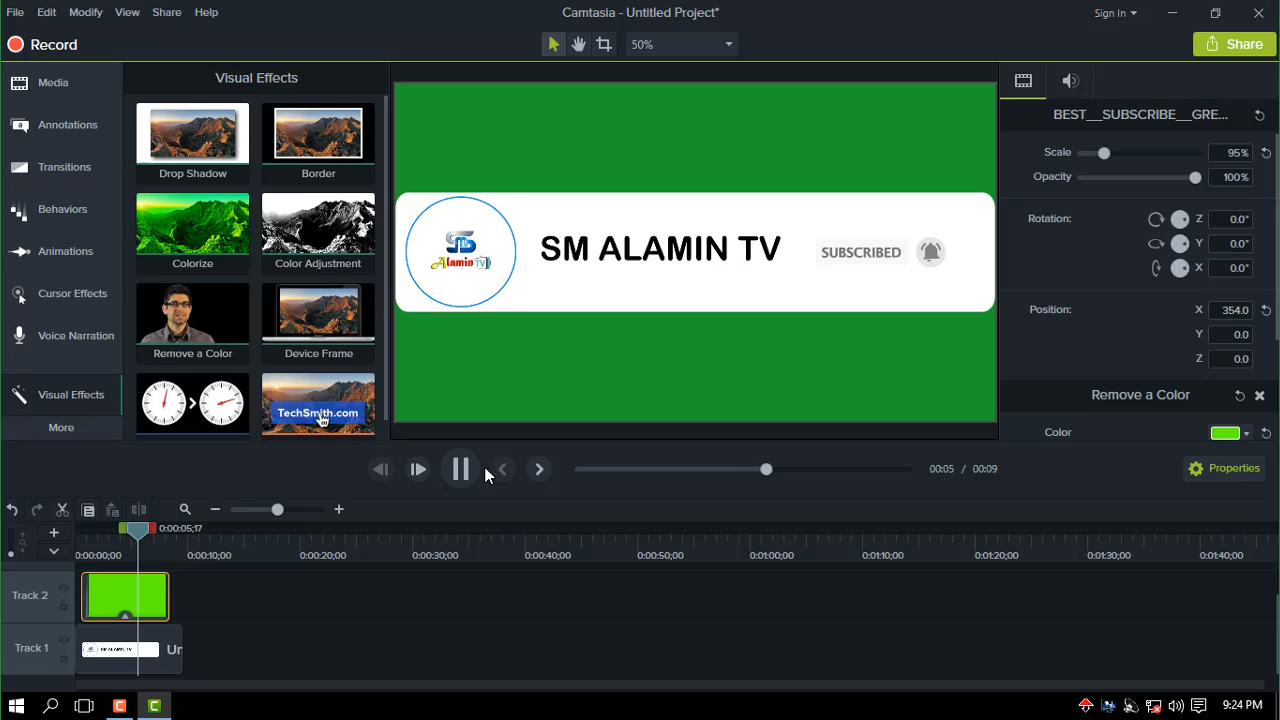 File Edit Modify View Share Help
Camtasia - Untitled Project*
Sign In
Record
50%
Share
Media
Annotations
Transitions
Behaviors
Animations
Cursor Effects
Voice Narration
Visual Effects
More
Visual Effects
Drop Shadow
Border
Colorize
Color Adjustment
Remove a Color
Device Frame
TechSmith.com
Alamin TV
SM ALAMIN TV
SUBSCRIBED
BEST__SUBSCRIBE__GRE...
Scale 95%
Opacity 100%
Rotation: Z 0.0°
Y 0.0°
X 0.0°
Position: X 354.0
Y 0.0
Z 0.0
Remove a Color
Color
00:05 / 00:09
Properties
0:00:05;17
0:00:00;00 0:00:10;00 0:00:20;00 0:00:30;00 0:00:40;00 0:00:50;00 0:01:00;00 0:01:10;00 0:01:20;00 0:01:30;00 0:01:40;00
Track 2
Track 1
SM ALAMIN TV
Un
9:24 PM